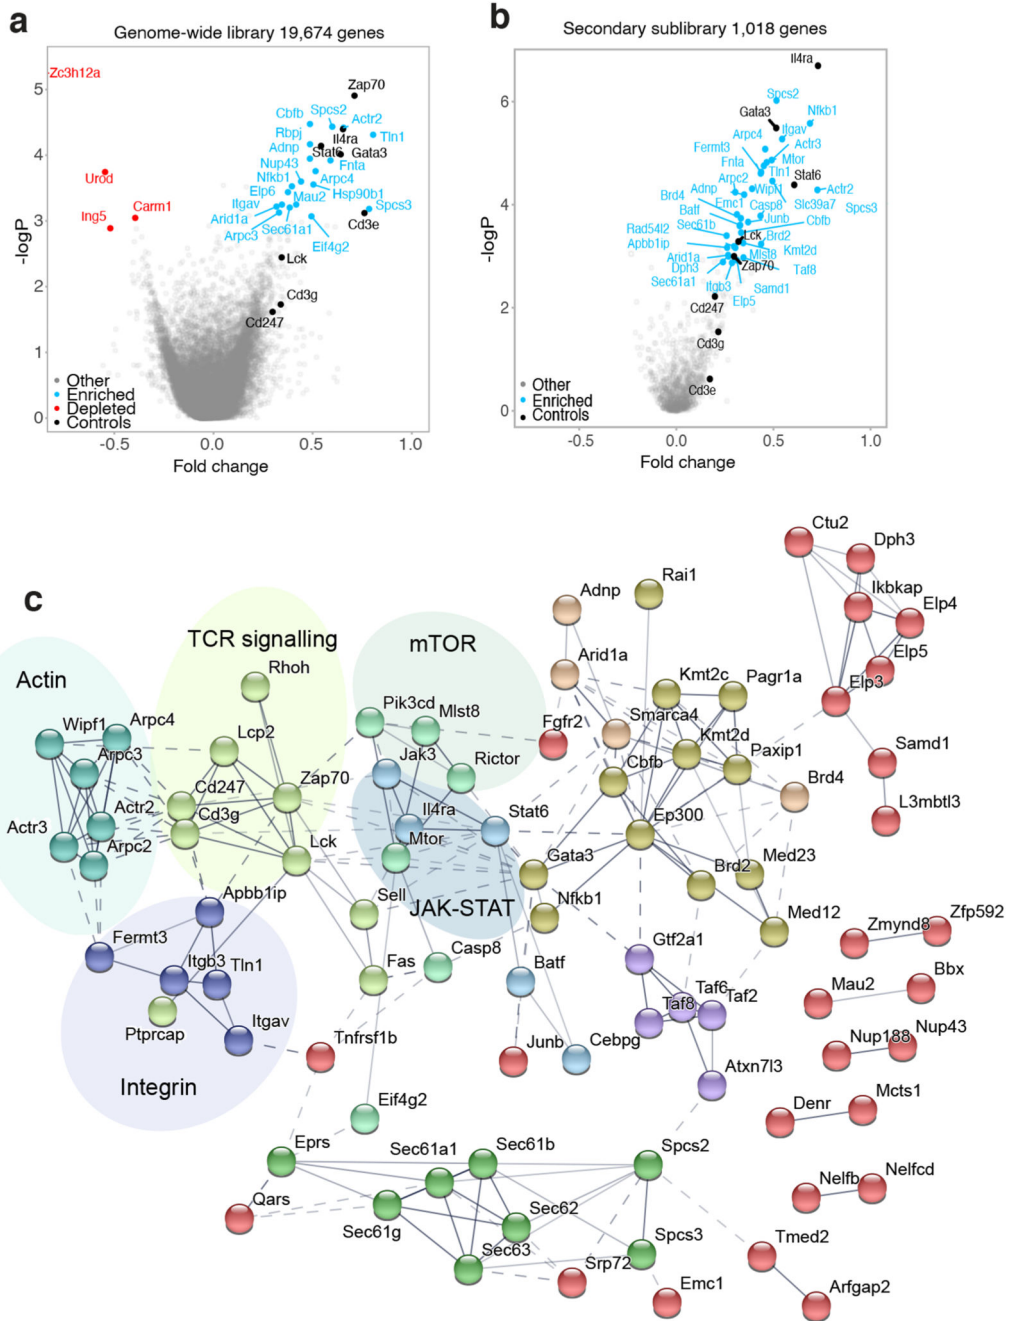 a
Genome-wide library 19,674 genes
-logP
5
4
3
2
1
0
-0.5
0.0
0.5
1.0
Fold change
Zc3h12a
Urod
Ing5
Carm1
Zap70
Cbfb
Spcs2
Actr2
Rbpj
Il4ra
Tln1
Adnp
Stat6
Gata3
Nup43
Fnta
Nfkb1
Arpc4
Elp6
Mau2
Hsp90b1
Itgav
Spcs3
Arid1a
Cd3e
Arpc3
Sec61a1
Eif4g2
Lck
Cd3g
Cd247
Other
Enriched
Depleted
Controls
b
Secondary sublibrary 1,018 genes
-logP
6
4
2
0
-0.5
0.0
0.5
1.0
Fold change
Il4ra
Spcs2
Gata3
Nfkb1
Itgav
Arpc4
Actr3
Fermt3
Mtor
Fnta
Tln1
Stat6
Arpc2
Adnp
Wipf1
Actr2
Brd4
Emc1
Casp8
Slc39a7
Spcs3
Batf
Junb
Cbfb
Sec61b
Rad54l2
Lck
Brd2
Apbb1ip
Mlst8
Kmt2d
Arid1a
Zap70
Dph3
Taf8
Sec61a1
Itgb3
Samd1
Elp5
Cd247
Cd3g
Cd3e
Other
Enriched
Controls
c
Actin
TCR signalling
mTOR
JAK-STAT
Integrin
Wipf1
Arpc4
Arpc3
Actr2
Actr3
Arpc2
Rhoh
Lcp2
Cd247
Cd3g
Zap70
Lck
Pik3cd
Mlst8
Jak3
Rictor
Il4ra
Mtor
Stat6
Sell
Fas
Casp8
Apbb1ip
Fermt3
Itgb3
Tln1
Ptprcap
Itgav
Tnfrsf1b
Adnp
Rai1
Arid1a
Fgfr2
Smarca4
Cbfb
Kmt2c
Pagr1a
Kmt2d
Paxip1
Brd4
Ep300
Gata3
Nfkb1
Brd2
Med23
Med12
Batf
Junb
Cebpg
Gtf2a1
Taf6
Taf8
Taf2
Atxn7l3
Ctu2
Dph3
Ikbkap
Elp4
Elp5
Elp3
Samd1
L3mbtl3
Zmynd8
Zfp592
Mau2
Bbx
Nup188
Nup43
Denr
Mcts1
Nelfb
Nelfcd
Eif4g2
Eprs
Qars
Sec61a1
Sec61b
Sec61g
Sec62
Sec63
Spcs2
Spcs3
Srp72
Emc1
Tmed2
Arfgap2